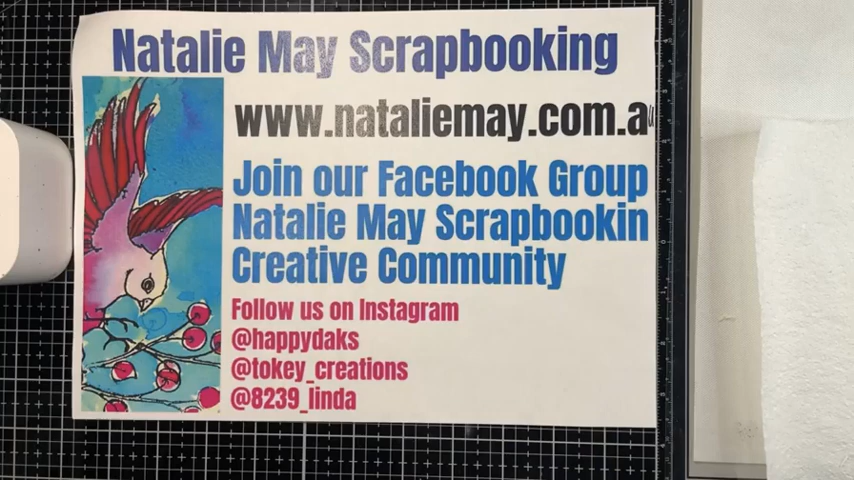 Natalie May Scrapbooking
www.nataliemay.com.au
Join our Facebook Group
Natalie May Scrapbookin
Creative Community
Follow us on Instagram
@happydaks
@tokey_creations
@8239_linda